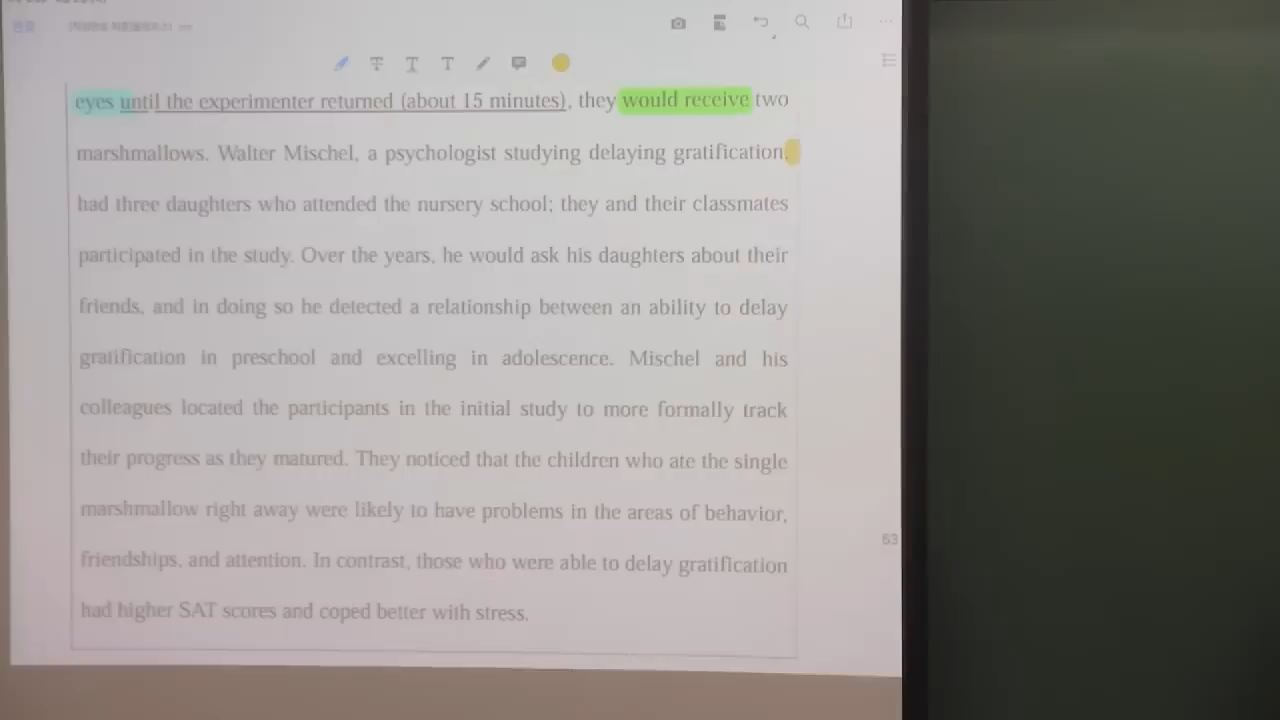 eyes until the experimenter returned (about 15 minutes), they would receive two
marshmallows. Walter Mischel, a psychologist studying delaying gratification,
had three daughters who attended the nursery school; they and their classmates
participated in the study. Over the years, he would ask his daughters about their
friends, and in doing so he detected a relationship between an ability to delay
gratification in preschool and excelling in adolescence. Mischel and his
colleagues located the participants in the initial study to more formally track
their progress as they matured. They noticed that the children who ate the single
marshmallow right away were likely to have problems in the areas of behavior,
53
friendships, and attention. In contrast, those who were able to delay gratification
had higher SAT scores and coped better with stress.